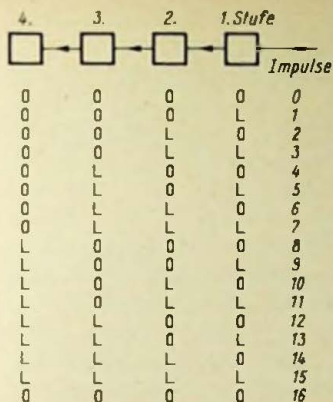 4. 3. 2. 1. Stufe
Impulse
0 0 0 0 0
0 0 0 L 1
0 0 L 0 2
0 0 L L 3
0 L 0 0 4
0 L 0 L 5
0 L L 0 6
0 L L L 7
L 0 0 0 8
L 0 0 L 9
L 0 L 0 10
L 0 L L 11
L L 0 0 12
L L 0 L 13
L L L 0 14
L L L L 15
0 0 0 0 16